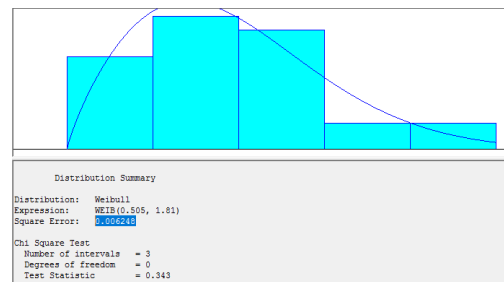 Distribution Summary
Distribution: Weibull
Expression: WEIB(0.505, 1.81)
Square Error: 0.006248
Chi Square Test
Number of intervals = 3
Degrees of freedom = 0
Test Statistic = 0.343